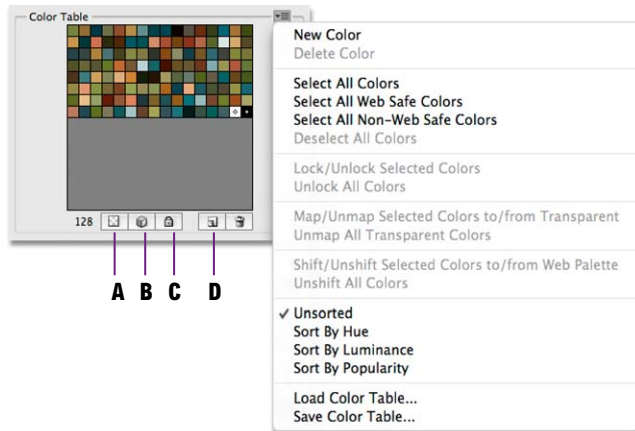 Color Table
128
A B C D
New Color
Delete Color
Select All Colors
Select All Web Safe Colors
Select All Non-Web Safe Colors
Deselect All Colors
Lock/Unlock Selected Colors
Unlock All Colors
Map/Unmap Selected Colors to/from Transparent
Unmap All Transparent Colors
Shift/Unshift Selected Colors to/from Web Palette
Unshift All Colors
✓ Unsorted
Sort By Hue
Sort By Luminance
Sort By Popularity
Load Color Table...
Save Color Table...